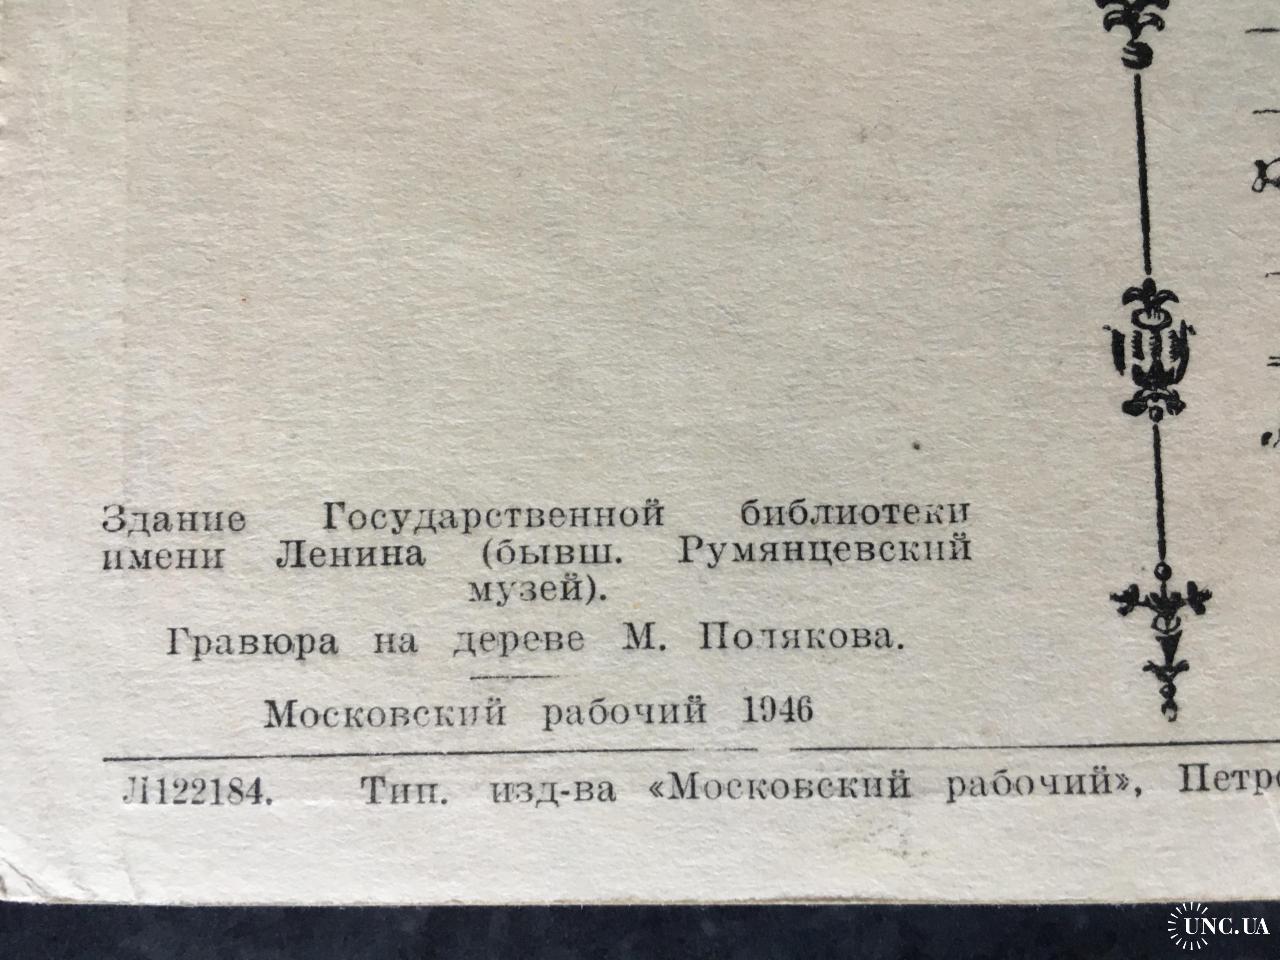 Здание Государственной библиотеки
имени Ленина (бывш. Румянцевский
музей).
Гравюра на дереве М. Полякова.
Московский рабочий 1946
Л122184. Тип. изд-ва «Московский рабочий»,
UNC.UA